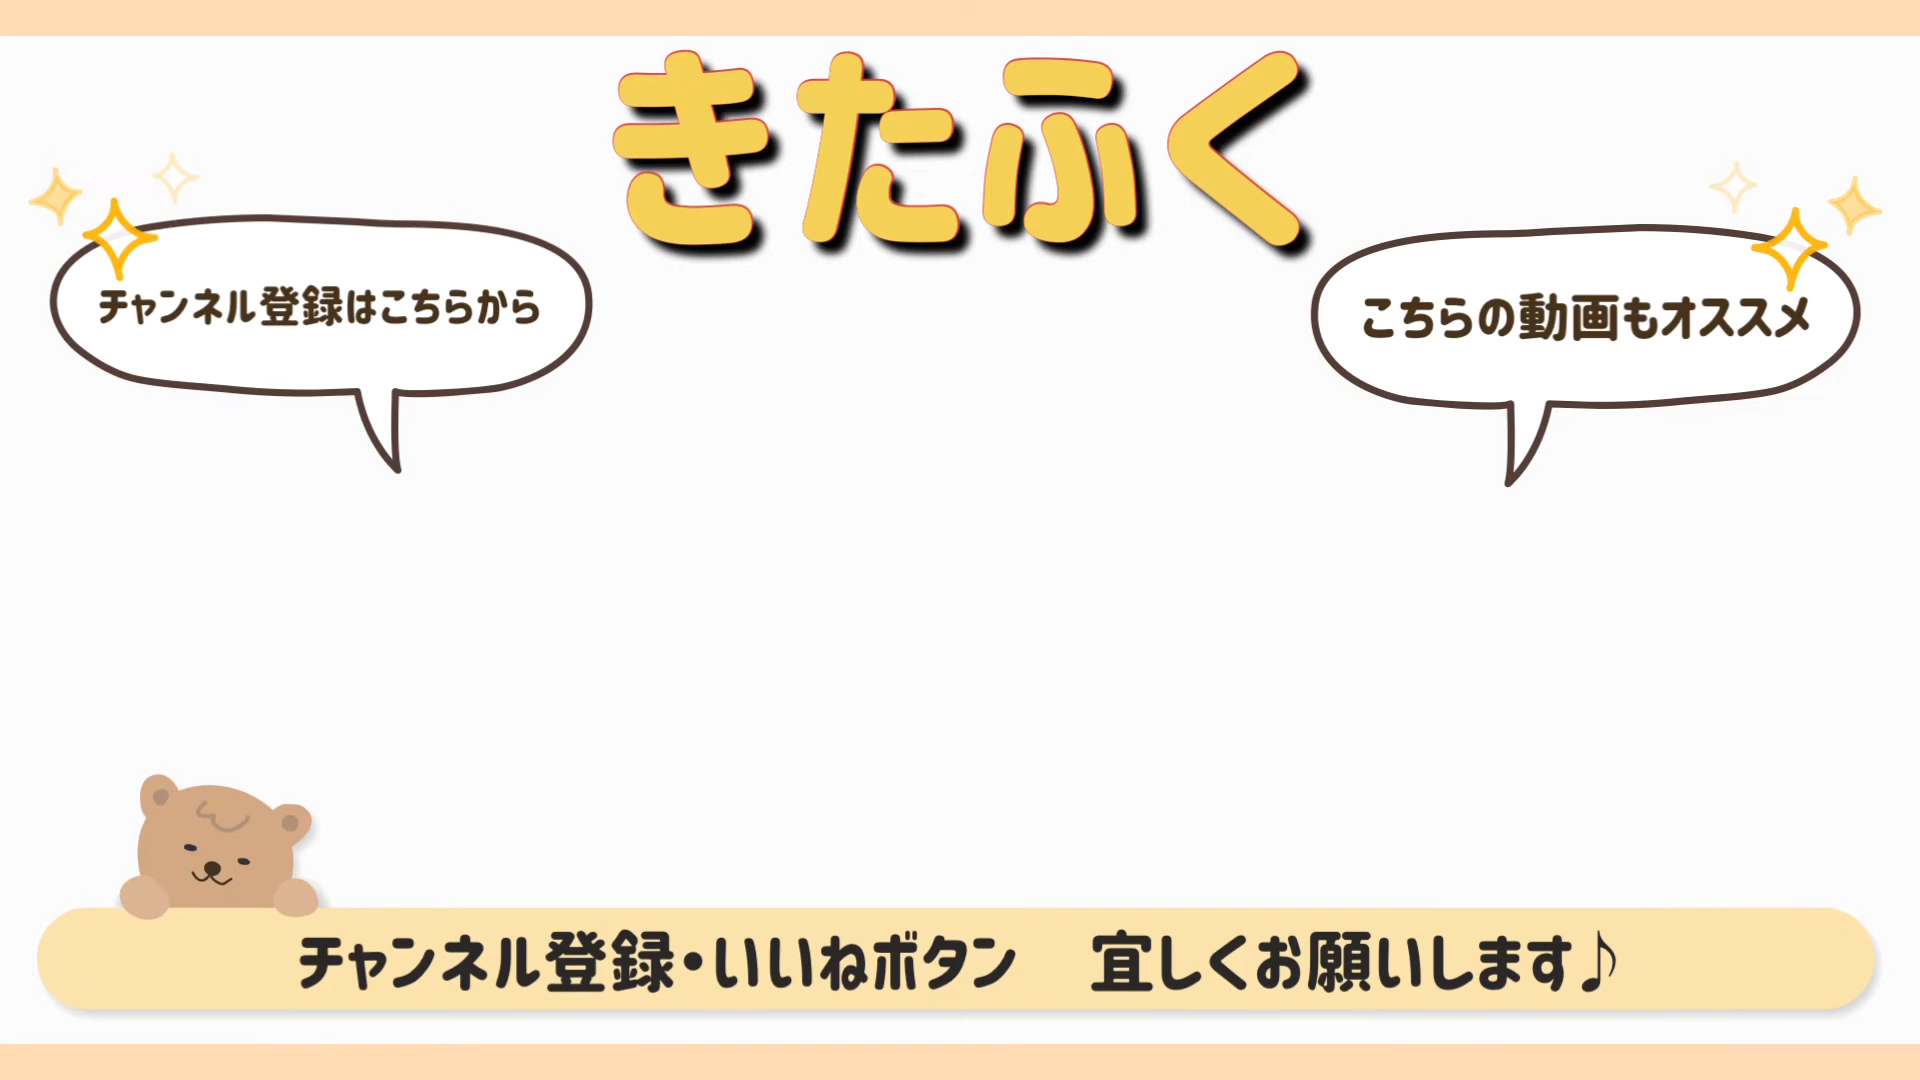 きたふく
チャンネル登録はこちらから
こちらの動画もオススメ
チャンネル登録・いいねボタン　宜しくお願いします♪